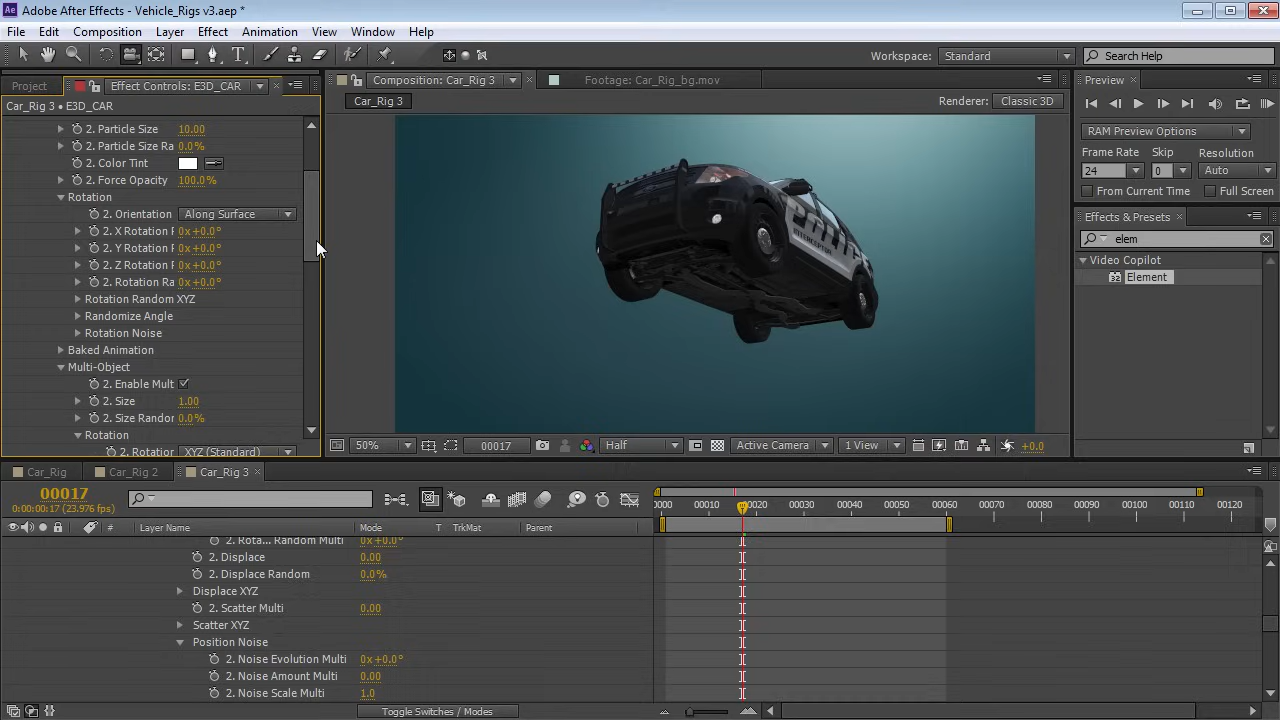 Adobe After Effects - Vehicle_Rigs v3.aep *
File Edit Composition Layer Effect Animation View Window Help
Workspace: Standard Search Help
Project Effect Controls: E3D_CAR Composition: Car_Rig 3 Footage: Car_Rig_bg.mov Preview
Car_Rig 3 • E3D_CAR
Car_Rig 3
Renderer: Classic 3D
2. Particle Size 10.00
2. Particle Size Ra 0.0%
2. Color Tint
2. Force Opacity 100.0%
Rotation
2. Orientation Along Surface
2. X Rotation F 0x+0.0°
2. Y Rotation F 0x+0.0°
2. Z Rotation F 0x+0.0°
2. Rotation Ra 0x+0.0°
Rotation Random XYZ
Randomize Angle
Rotation Noise
Baked Animation
Multi-Object
2. Enable Mult
2. Size 1.00
2. Size Randor 0.0%
Rotation
2. Rotatior XYZ (Standard)
POLICE
INTERCEPTOR
RAM Preview Options
Frame Rate Skip Resolution
24 0 Auto
From Current Time Full Screen
Effects & Presets
elem
Video Copilot
32 Element
50% 00017 Half Active Camera 1 View +0.0
Car_Rig Car_Rig 2 Car_Rig 3
00017
0:00:00:17 (23.976 fps)
0000 00010 00020 00030 00040 00050 00060 00070 00080 00090 00100 00110 00120
# Layer Name Mode T TrkMat Parent
2. Rota... Random Multi 0x+0.0°
2. Displace 0.00
2. Displace Random 0.0%
Displace XYZ
2. Scatter Multi 0.00
Scatter XYZ
Position Noise
2. Noise Evolution Multi 0x+0.0°
2. Noise Amount Multi 0.00
2. Noise Scale Multi 1.0
Toggle Switches / Modes